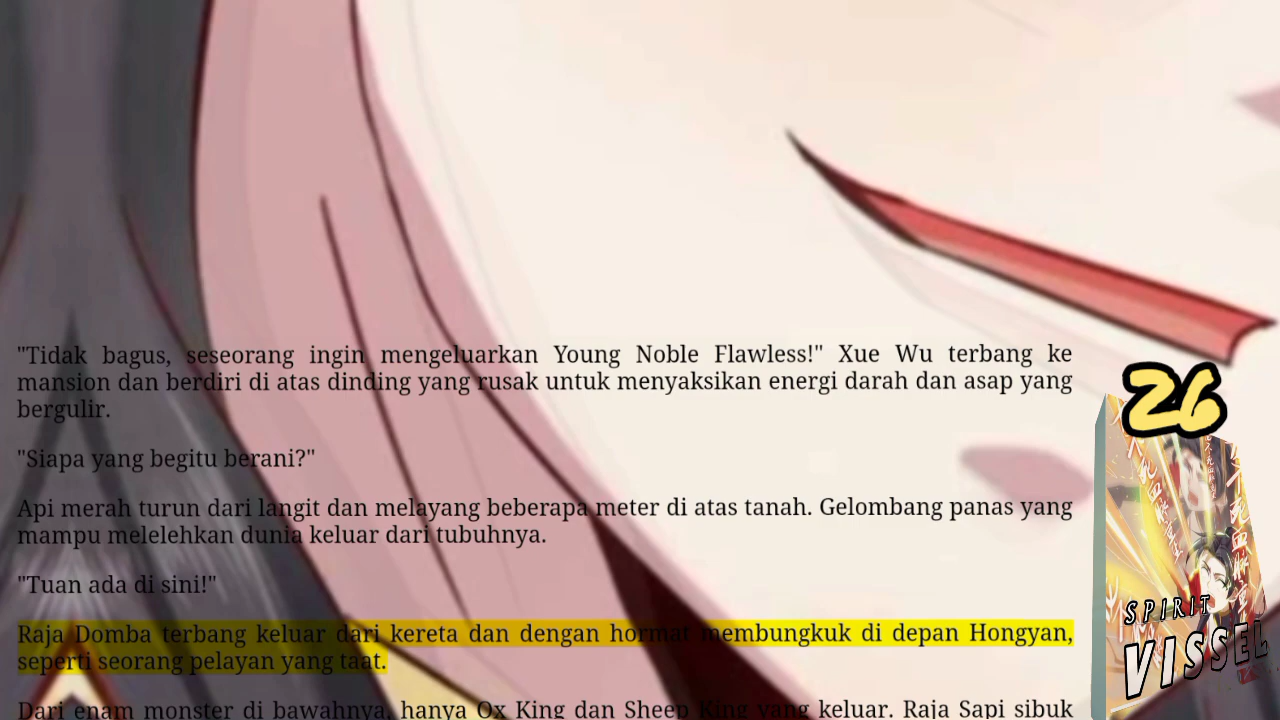 "Tidak bagus, seseorang ingin mengeluarkan Young Noble Flawless!" Xue Wu terbang ke
mansion dan berdiri di atas dinding yang rusak untuk menyaksikan energi darah dan asap yang
bergulir.
"Siapa yang begitu berani?"
Api merah turun dari langit dan melayang beberapa meter di atas tanah. Gelombang panas yang
mampu melelehkan dunia keluar dari tubuhnya.
"Tuan ada di sini!"
Raja Domba terbang keluar dari kereta dan dengan hormat membungkuk di depan Hongyan,
seperti seorang pelayan yang taat.
Dari enam monster di bawahnya, hanya Ox King dan Sheep King yang keluar. Raja Sapi sibuk
26
SPIRIT
VISSEL